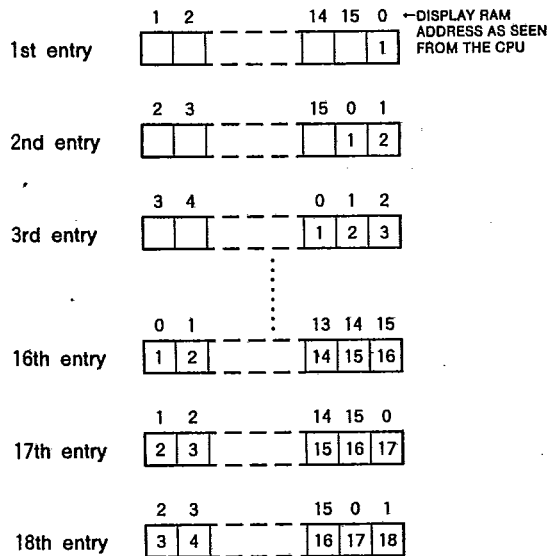 1 2 14 15 0 ←DISPLAY RAM
ADDRESS AS SEEN
FROM THE CPU
1st entry 1
2 3 15 0 1
2nd entry 1 2
3 4 0 1 2
3rd entry 1 2 3
0 1 13 14 15
16th entry 1 2 14 15 16
1 2 14 15 0
17th entry 2 3 15 16 17
2 3 15 0 1
18th entry 3 4 16 17 18